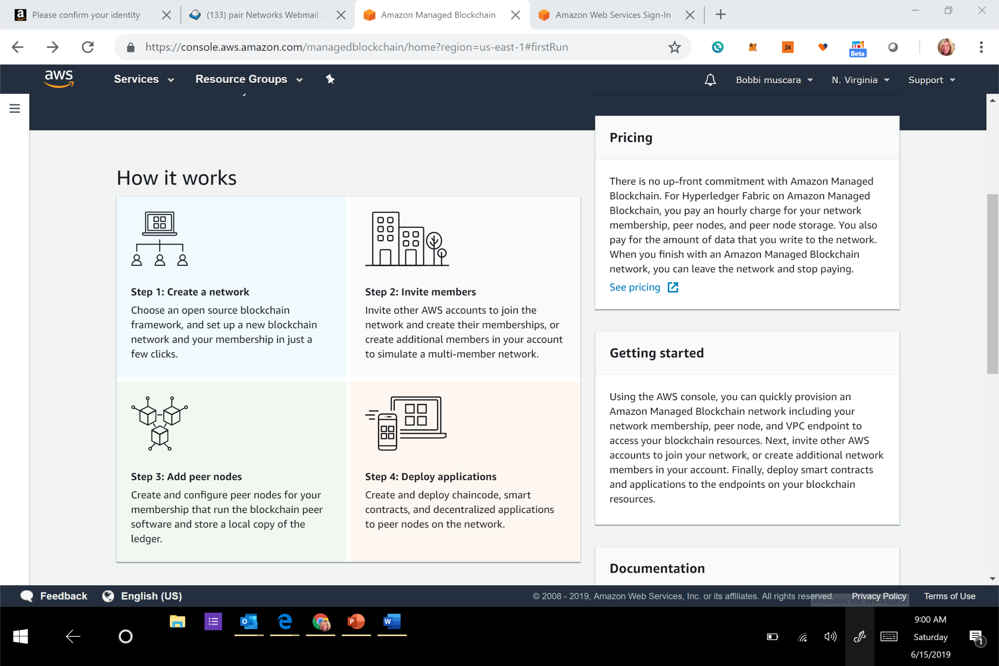 Please confirm your identity
(133) pair Networks Webmail ::
Amazon Managed Blockchain
Amazon Web Services Sign-In
https://console.aws.amazon.com/managedblockchain/home?region=us-east-1#firstRun
Jx
Beta
aws
Services
Resource Groups
Bobbi muscara
N. Virginia
Support
How it works
Step 1: Create a network
Choose an open source blockchain
framework, and set up a new blockchain
network and your membership in just a
few clicks.
Step 2: Invite members
Invite other AWS accounts to join the
network and create their memberships, or
create additional members in your account
to simulate a multi-member network.
Step 3: Add peer nodes
Create and configure peer nodes for your
membership that run the blockchain peer
software and store a local copy of the
ledger.
Step 4: Deploy applications
Create and deploy chaincode, smart
contracts, and decentralized applications
to peer nodes on the network.
Pricing
There is no up-front commitment with Amazon Managed
Blockchain. For Hyperledger Fabric on Amazon Managed
Blockchain, you pay an hourly charge for your network
membership, peer nodes, and peer node storage. You also
pay for the amount of data that you write to the network.
When you finish with an Amazon Managed Blockchain
network, you can leave the network and stop paying.
See pricing
Getting started
Using the AWS console, you can quickly provision an
Amazon Managed Blockchain network including your
network membership, peer node, and VPC endpoint to
access your blockchain resources. Next, invite other AWS
accounts to join your network, or create additional network
members in your account. Finally, deploy smart contracts
and applications to the endpoints on your blockchain
resources.
Documentation
Feedback
English (US)
© 2008 - 2019, Amazon Web Services, Inc. or its affiliates. All rights reserved.
Privacy Policy
Terms of Use
Windows Ink Workspace
9:00 AM
Saturday
6/15/2019
1